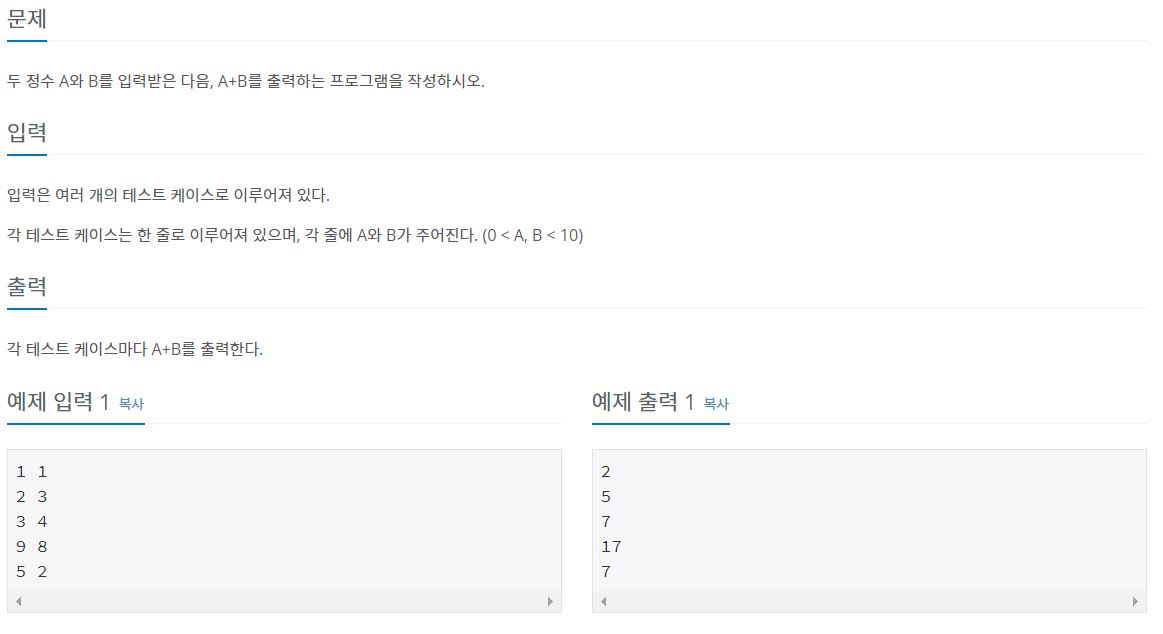 문제
두 정수 A와 B를 입력받은 다음, A+B를 출력하는 프로그램을 작성하시오.
입력
입력은 여러 개의 테스트 케이스로 이루어져 있다.
각 테스트 케이스는 한 줄로 이루어져 있으며, 각 줄에 A와 B가 주어진다. (0 < A, B < 10)
출력
각 테스트 케이스마다 A+B를 출력한다.
예제 입력 1 복사
1 1
2 3
3 4
9 8
5 2
예제 출력 1 복사
2
5
7
17
7